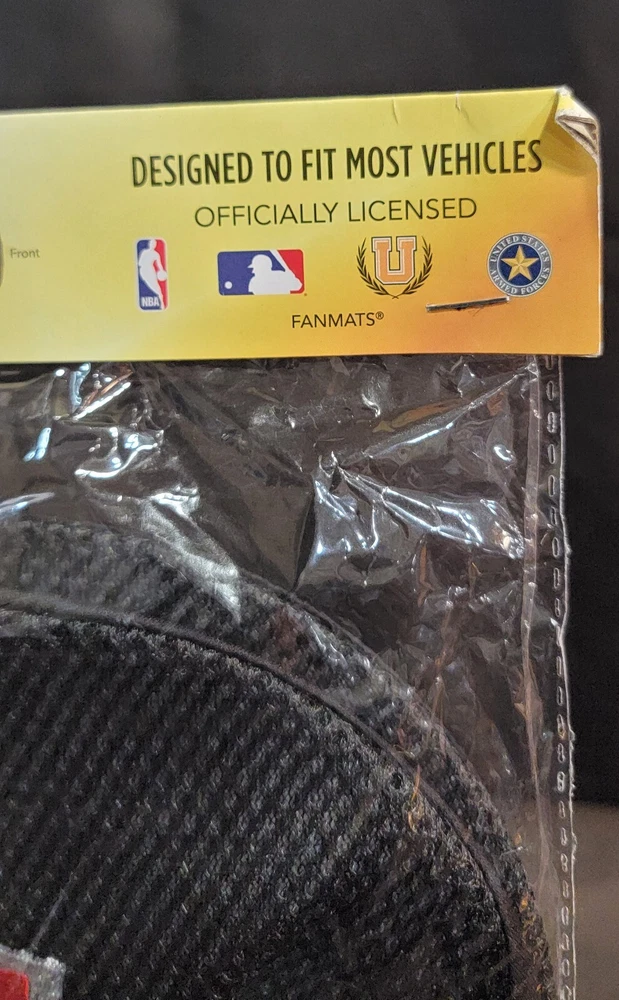 DESIGNED TO FIT MOST VEHICLES
OFFICIALLY LICENSED
Front
NBA
U
UNITED STATES
ARMED FORCES
FANMATS®